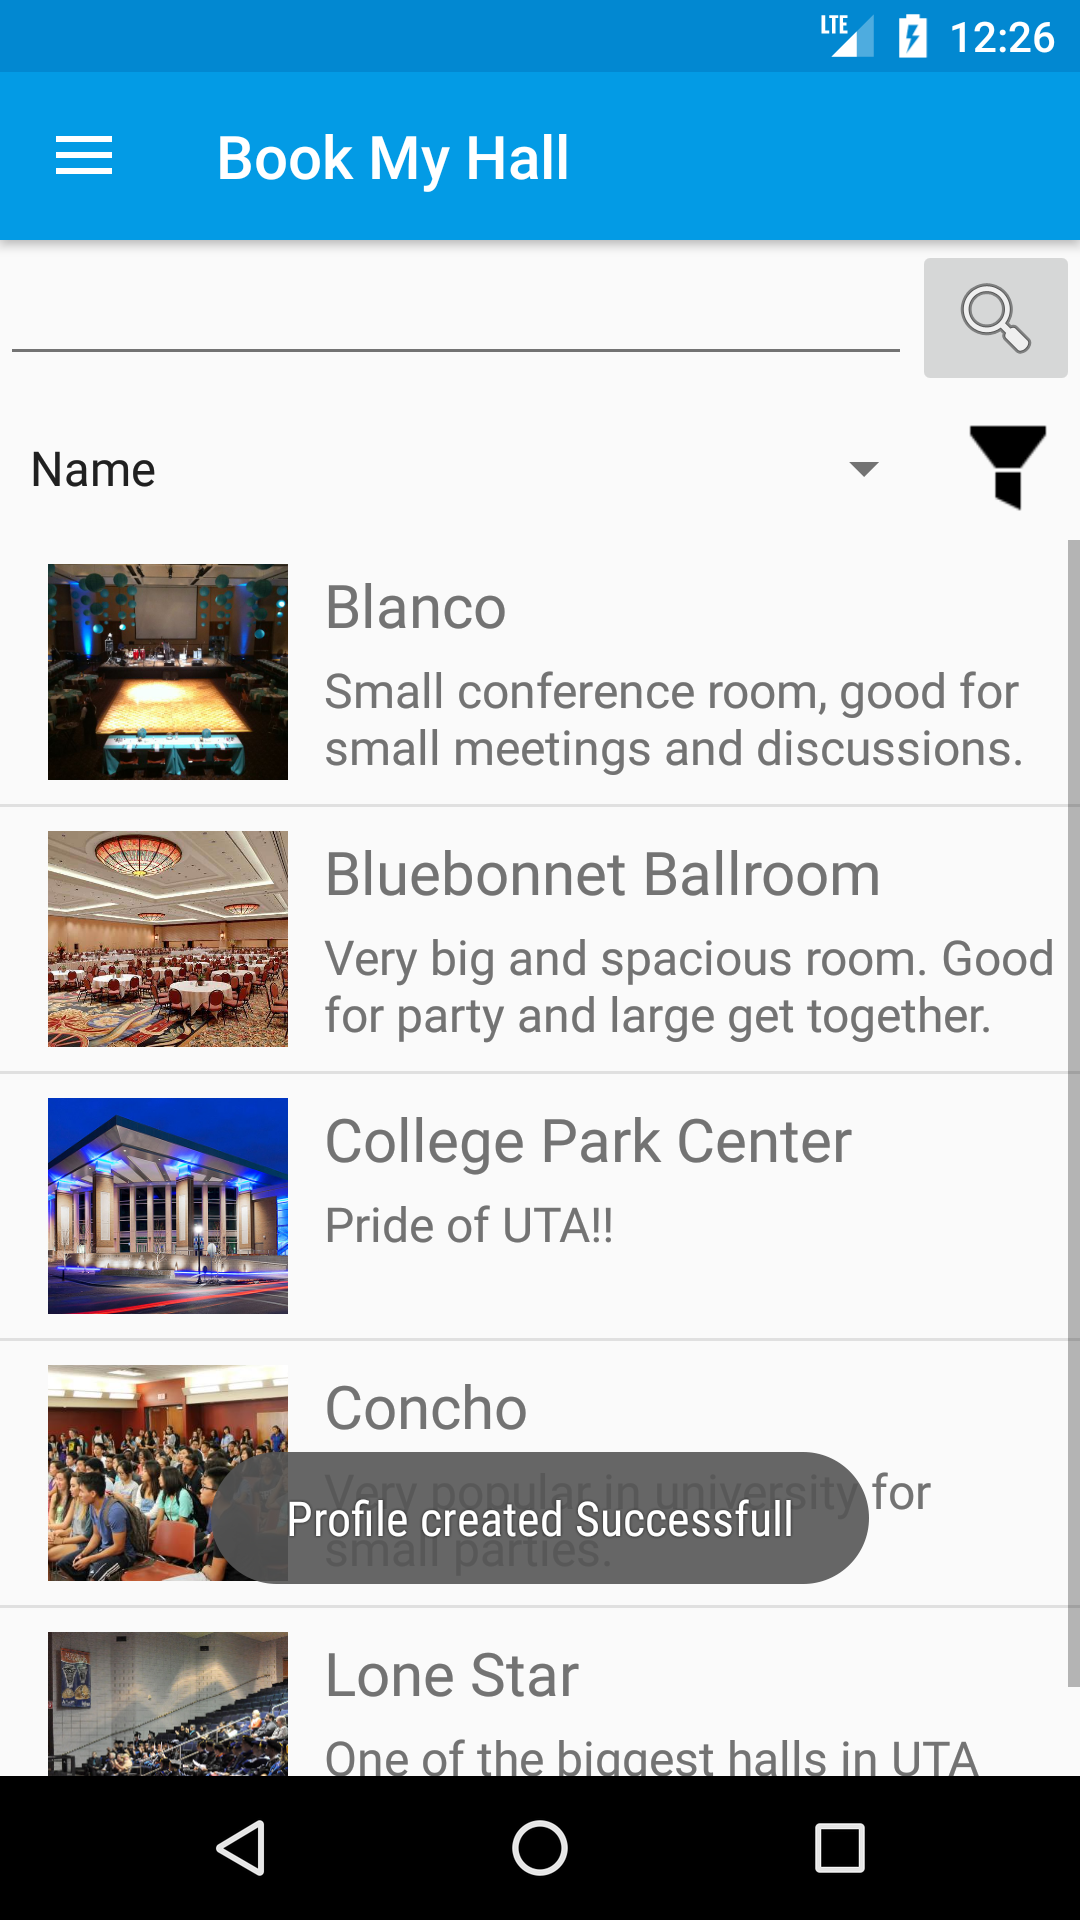 LTE 12:26
Book My Hall
Name
Blanco
Small conference room, good for
small meetings and discussions.
Bluebonnet Ballroom
Very big and spacious room. Good
for party and large get together.
College Park Center
Pride of UTA!!
Concho
Very popular in university for
small parties.
Profile created Successfull
Lone Star
One of the biggest halls in UTA